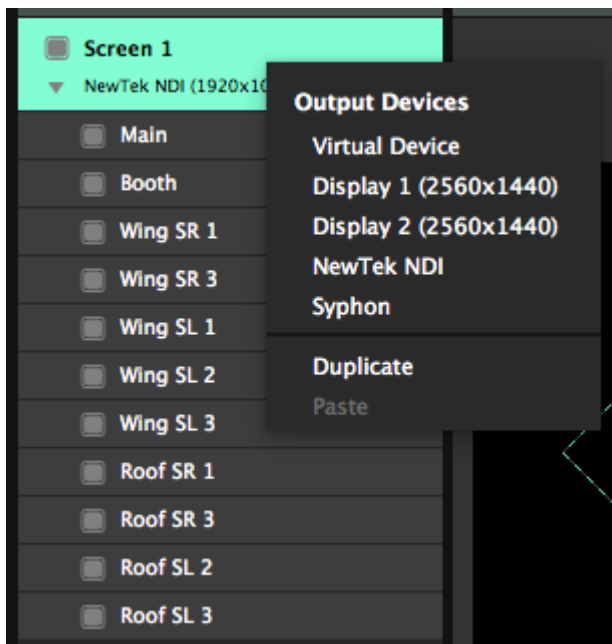 Screen 1
NewTek NDI (1920x10
Main
Booth
Wing SR 1
Wing SR 3
Wing SL 1
Wing SL 2
Wing SL 3
Roof SR 1
Roof SR 3
Roof SL 2
Roof SL 3
Output Devices
Virtual Device
Display 1 (2560x1440)
Display 2 (2560x1440)
NewTek NDI
Syphon
Duplicate
Paste